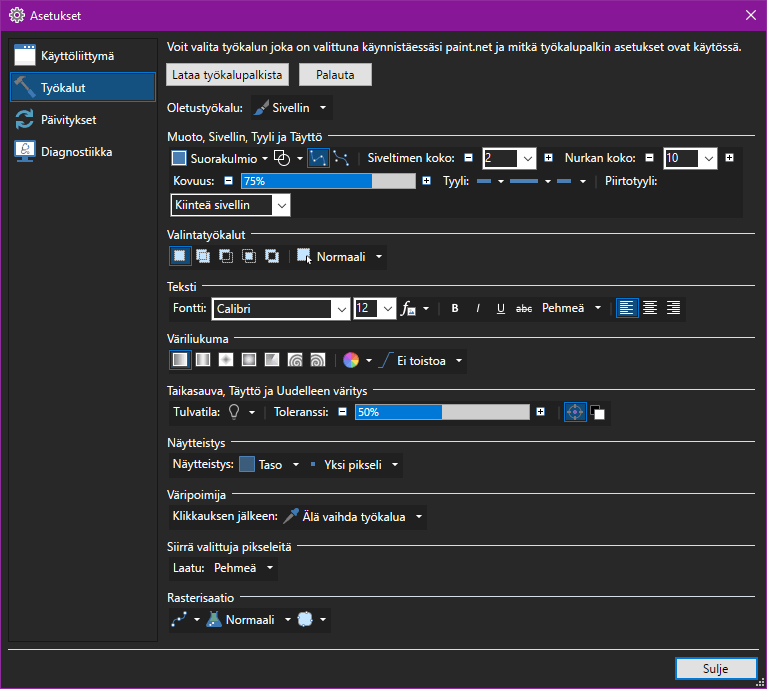 Asetukset
Käyttöliittymä
Työkalut
Päivitykset
Diagnostiikka
Voit valita työkalun joka on valittuna käynnistäessäsi paint.net ja mitkä työkalupalkin asetukset ovat käytössä.
Lataa työkalupalkista Palauta
Oletustyökalu: Sivellin
Muoto, Sivellin, Tyyli ja Täyttö
Suorakulmio Siveltimen koko: 2 Nurkan koko: 10
Kovuus: 75% Tyyli: Piirtotyyli:
Kiinteä sivellin
Valintatyökalut
Normaali
Teksti
Fontti: Calibri 12 B I U abc Pehmeä
Väriliukuma
Ei toistoa
Taikasauva, Täyttö ja Uudelleen väritys
Tulvatila: Toleranssi: 50%
Näytteistys
Näytteistys: Taso Yksi pikseli
Väripoimija
Klikkauksen jälkeen: Älä vaihda työkalua
Siirrä valittuja pikseleitä
Laatu: Pehmeä
Rasterisaatio
Normaali
Sulje